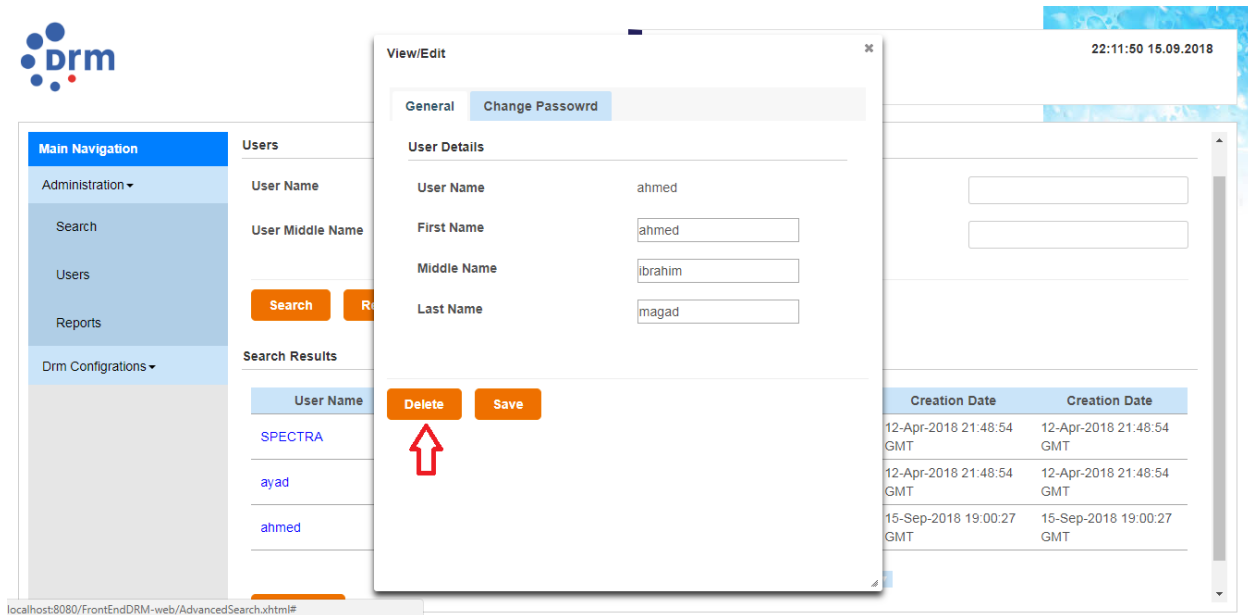 Drm
22:11:50 15.09.2018
View/Edit
General Change Passowrd
User Details
User Name ahmed
First Name ahmed
Middle Name ibrahim
Last Name magad
Delete Save
Main Navigation
Administration
Search
Users
Reports
Drm Configrations
Users
User Name
User Middle Name
Search
Search Results
User Name Creation Date Creation Date
SPECTRA 12-Apr-2018 21:48:54 GMT 12-Apr-2018 21:48:54 GMT
ayad 12-Apr-2018 21:48:54 GMT 12-Apr-2018 21:48:54 GMT
ahmed 15-Sep-2018 19:00:27 GMT 15-Sep-2018 19:00:27 GMT
localhost:8080/FrontEndDRM-web/AdvancedSearch.xhtml#